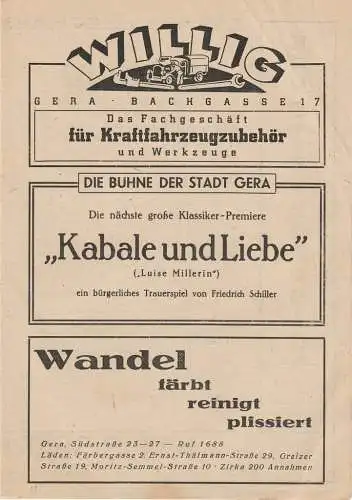 WILLIG
GERA · BACHGASSE 17
Das Fachgeschäft
für Kraftfahrzeugzubehör
und Werkzeuge
DIE BUHNE DER STADT GERA
Die nächste große Klassiker-Premiere
„Kabale und Liebe”
(„Luise Millerin”)
ein bürgerliches Trauerspiel von Friedrich Schiller
Wandel
färbt
reinigt
plissiert
Gera, Südstraße 23–27 – Ruf 1688
Läden: Färbergasse 2, Ernst-Thälmann-Straße 29, Greizer
Straße 19, Moritz-Semmel-Straße 10 · Zirka 200 Annahmen